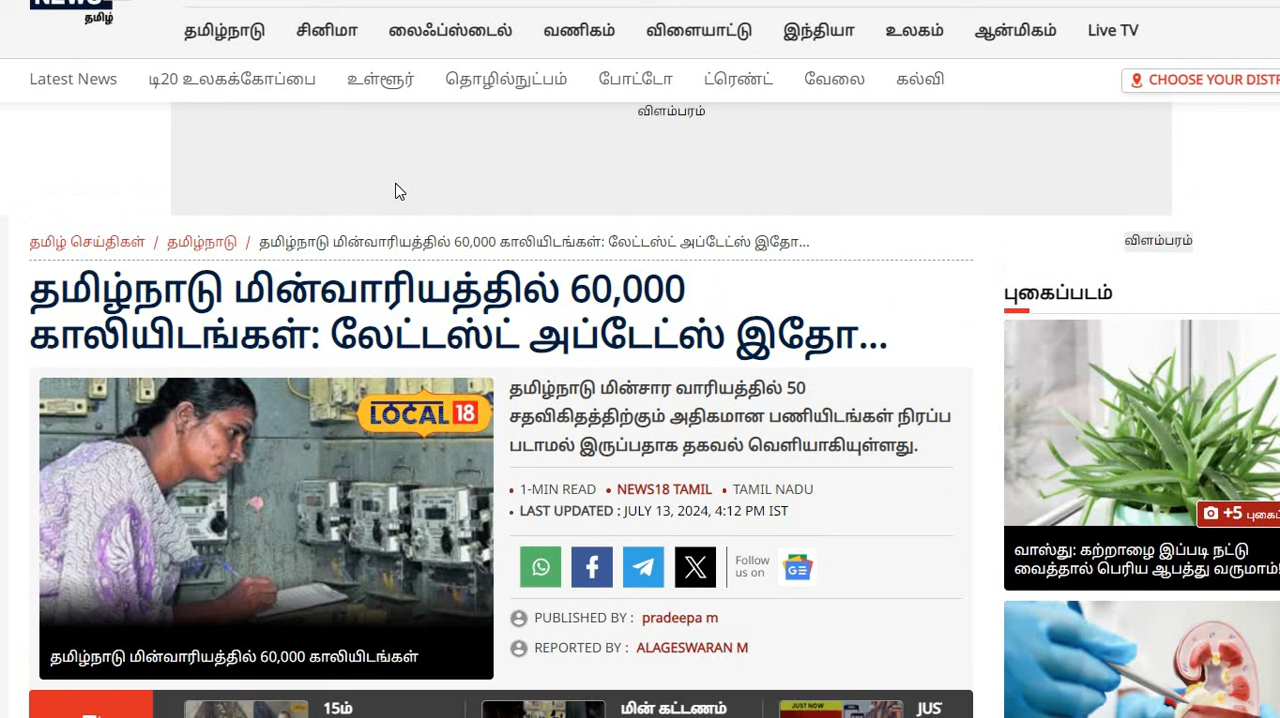 NEWS
தமிழ்
தமிழ்நாடு சினிமா லைஃப்ஸ்டைல் வணிகம் விளையாட்டு இந்தியா உலகம் ஆன்மிகம் Live TV
Latest News டி20 உலகக்கோப்பை உள்ளூர் தொழில்நுட்பம் போட்டோ ட்ரெண்ட் வேலை கல்வி CHOOSE YOUR DISTR
விளம்பரம்
தமிழ் செய்திகள் / தமிழ்நாடு / தமிழ்நாடு மின்வாரியத்தில் 60,000 காலியிடங்கள்: லேட்டஸ்ட் அப்டேட்ஸ் இதோ...
விளம்பரம்
தமிழ்நாடு மின்வாரியத்தில் 60,000
காலியிடங்கள்: லேட்டஸ்ட் அப்டேட்ஸ் இதோ...
LOCAL 18
தமிழ்நாடு மின்வாரியத்தில் 60,000 காலியிடங்கள்
தமிழ்நாடு மின்சார வாரியத்தில் 50
சதவிகிதத்திற்கும் அதிகமான பணியிடங்கள் நிரப்ப
படாமல் இருப்பதாக தகவல் வெளியாகியுள்ளது.
1-MIN READ NEWS18 TAMIL TAMIL NADU
LAST UPDATED : JULY 13, 2024, 4:12 PM IST
Follow
us on
GE
PUBLISHED BY : pradeepa m
REPORTED BY : ALAGESWARAN M
புகைப்படம்
+5 புகைப்
வாஸ்து: கற்றாழை இப்படி நட்டு
வைத்தால் பெரிய ஆபத்து வருமாம்!
15ம்
மின் கட்டணம்
JUST NOW
JUS